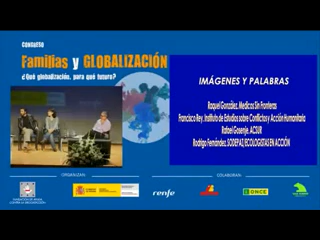 CONGRESO
Familias y GLOBALIZACIÓN
¿Qué globalización, para qué futuro?
IMÁGENES Y PALABRAS
Raquel González, Medicos Sin Fronteras
Francisco Rey, Instituto de Estudios sobre Conflictos y Acción Humanitaria
Rafael Gosenje, ACSUR
Rodrigo Fernández, SODEPAZ/ECOLOGISTAS EN ACCIÓN
ORGANIZAN:
COLABORAN:
renfe
ONCE